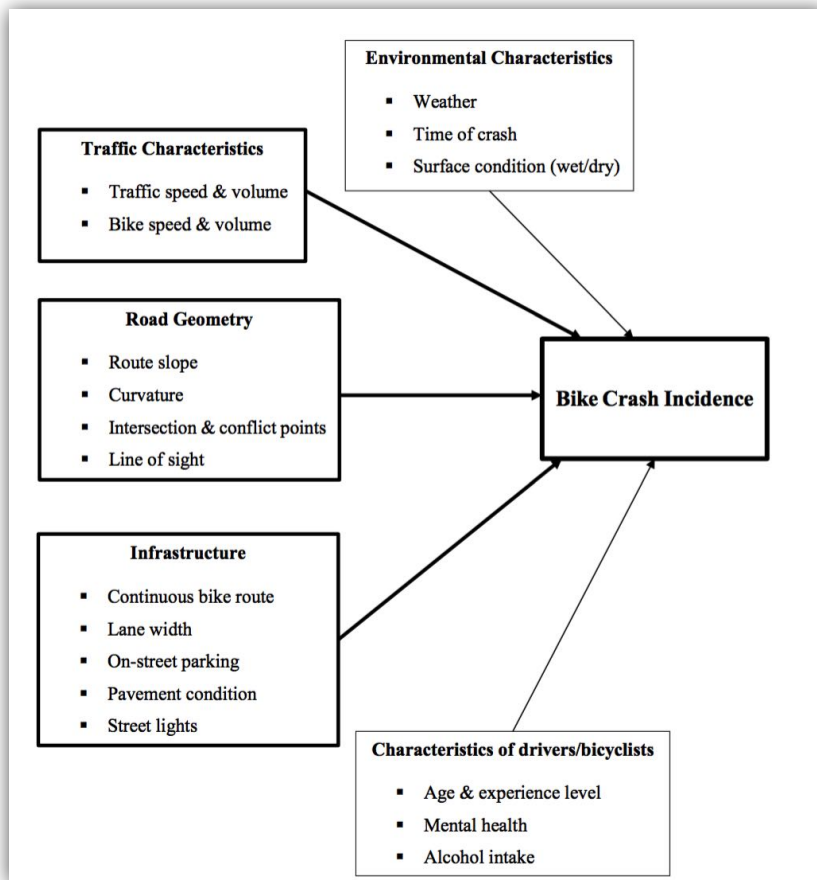 Environmental Characteristics
▪ Weather
▪ Time of crash
▪ Surface condition (wet/dry)
Traffic Characteristics
▪ Traffic speed & volume
▪ Bike speed & volume
Road Geometry
▪ Route slope
▪ Curvature
▪ Intersection & conflict points
▪ Line of sight
Bike Crash Incidence
Infrastructure
▪ Continuous bike route
▪ Lane width
▪ On-street parking
▪ Pavement condition
▪ Street lights
Characteristics of drivers/bicyclists
▪ Age & experience level
▪ Mental health
▪ Alcohol intake